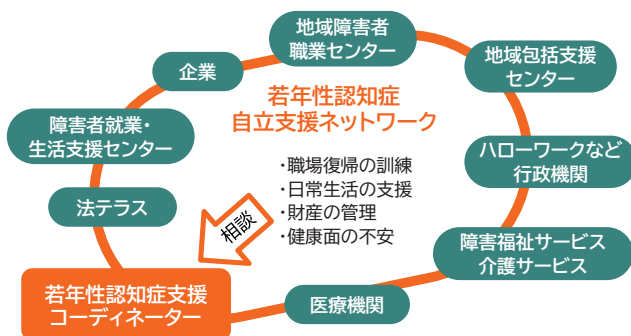 地域障害者
職業センター
企業
地域包括支援
センター
若年性認知症
自立支援ネットワーク
障害者就業・
生活支援センター
ハローワークなど
行政機関
・職場復帰の訓練
・日常生活の支援
・財産の管理
・健康面の不安
法テラス
相談
障害福祉サービス
介護サービス
若年性認知症支援
コーディネーター
医療機関